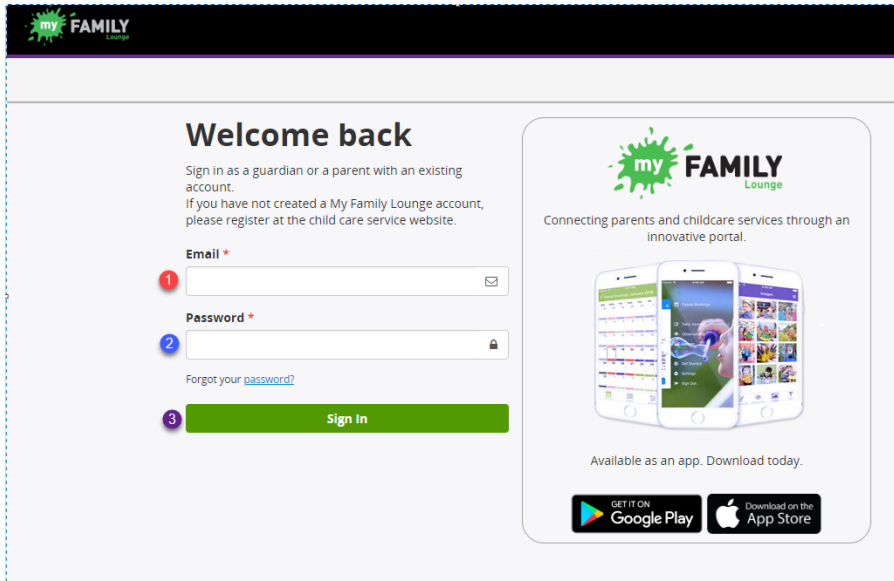 my FAMILY
Lounge
Welcome back
Sign in as a guardian or a parent with an existing
account.
If you have not created a My Family Lounge account,
please register at the child care service website.
Email *
1
Password *
2
Forgot your password?
3
Sign In
my FAMILY
Lounge
Connecting parents and childcare services through an
innovative portal.
Settings
Sign Out
Available as an app. Download today.
GET IT ON
Google Play
Download on the
App Store